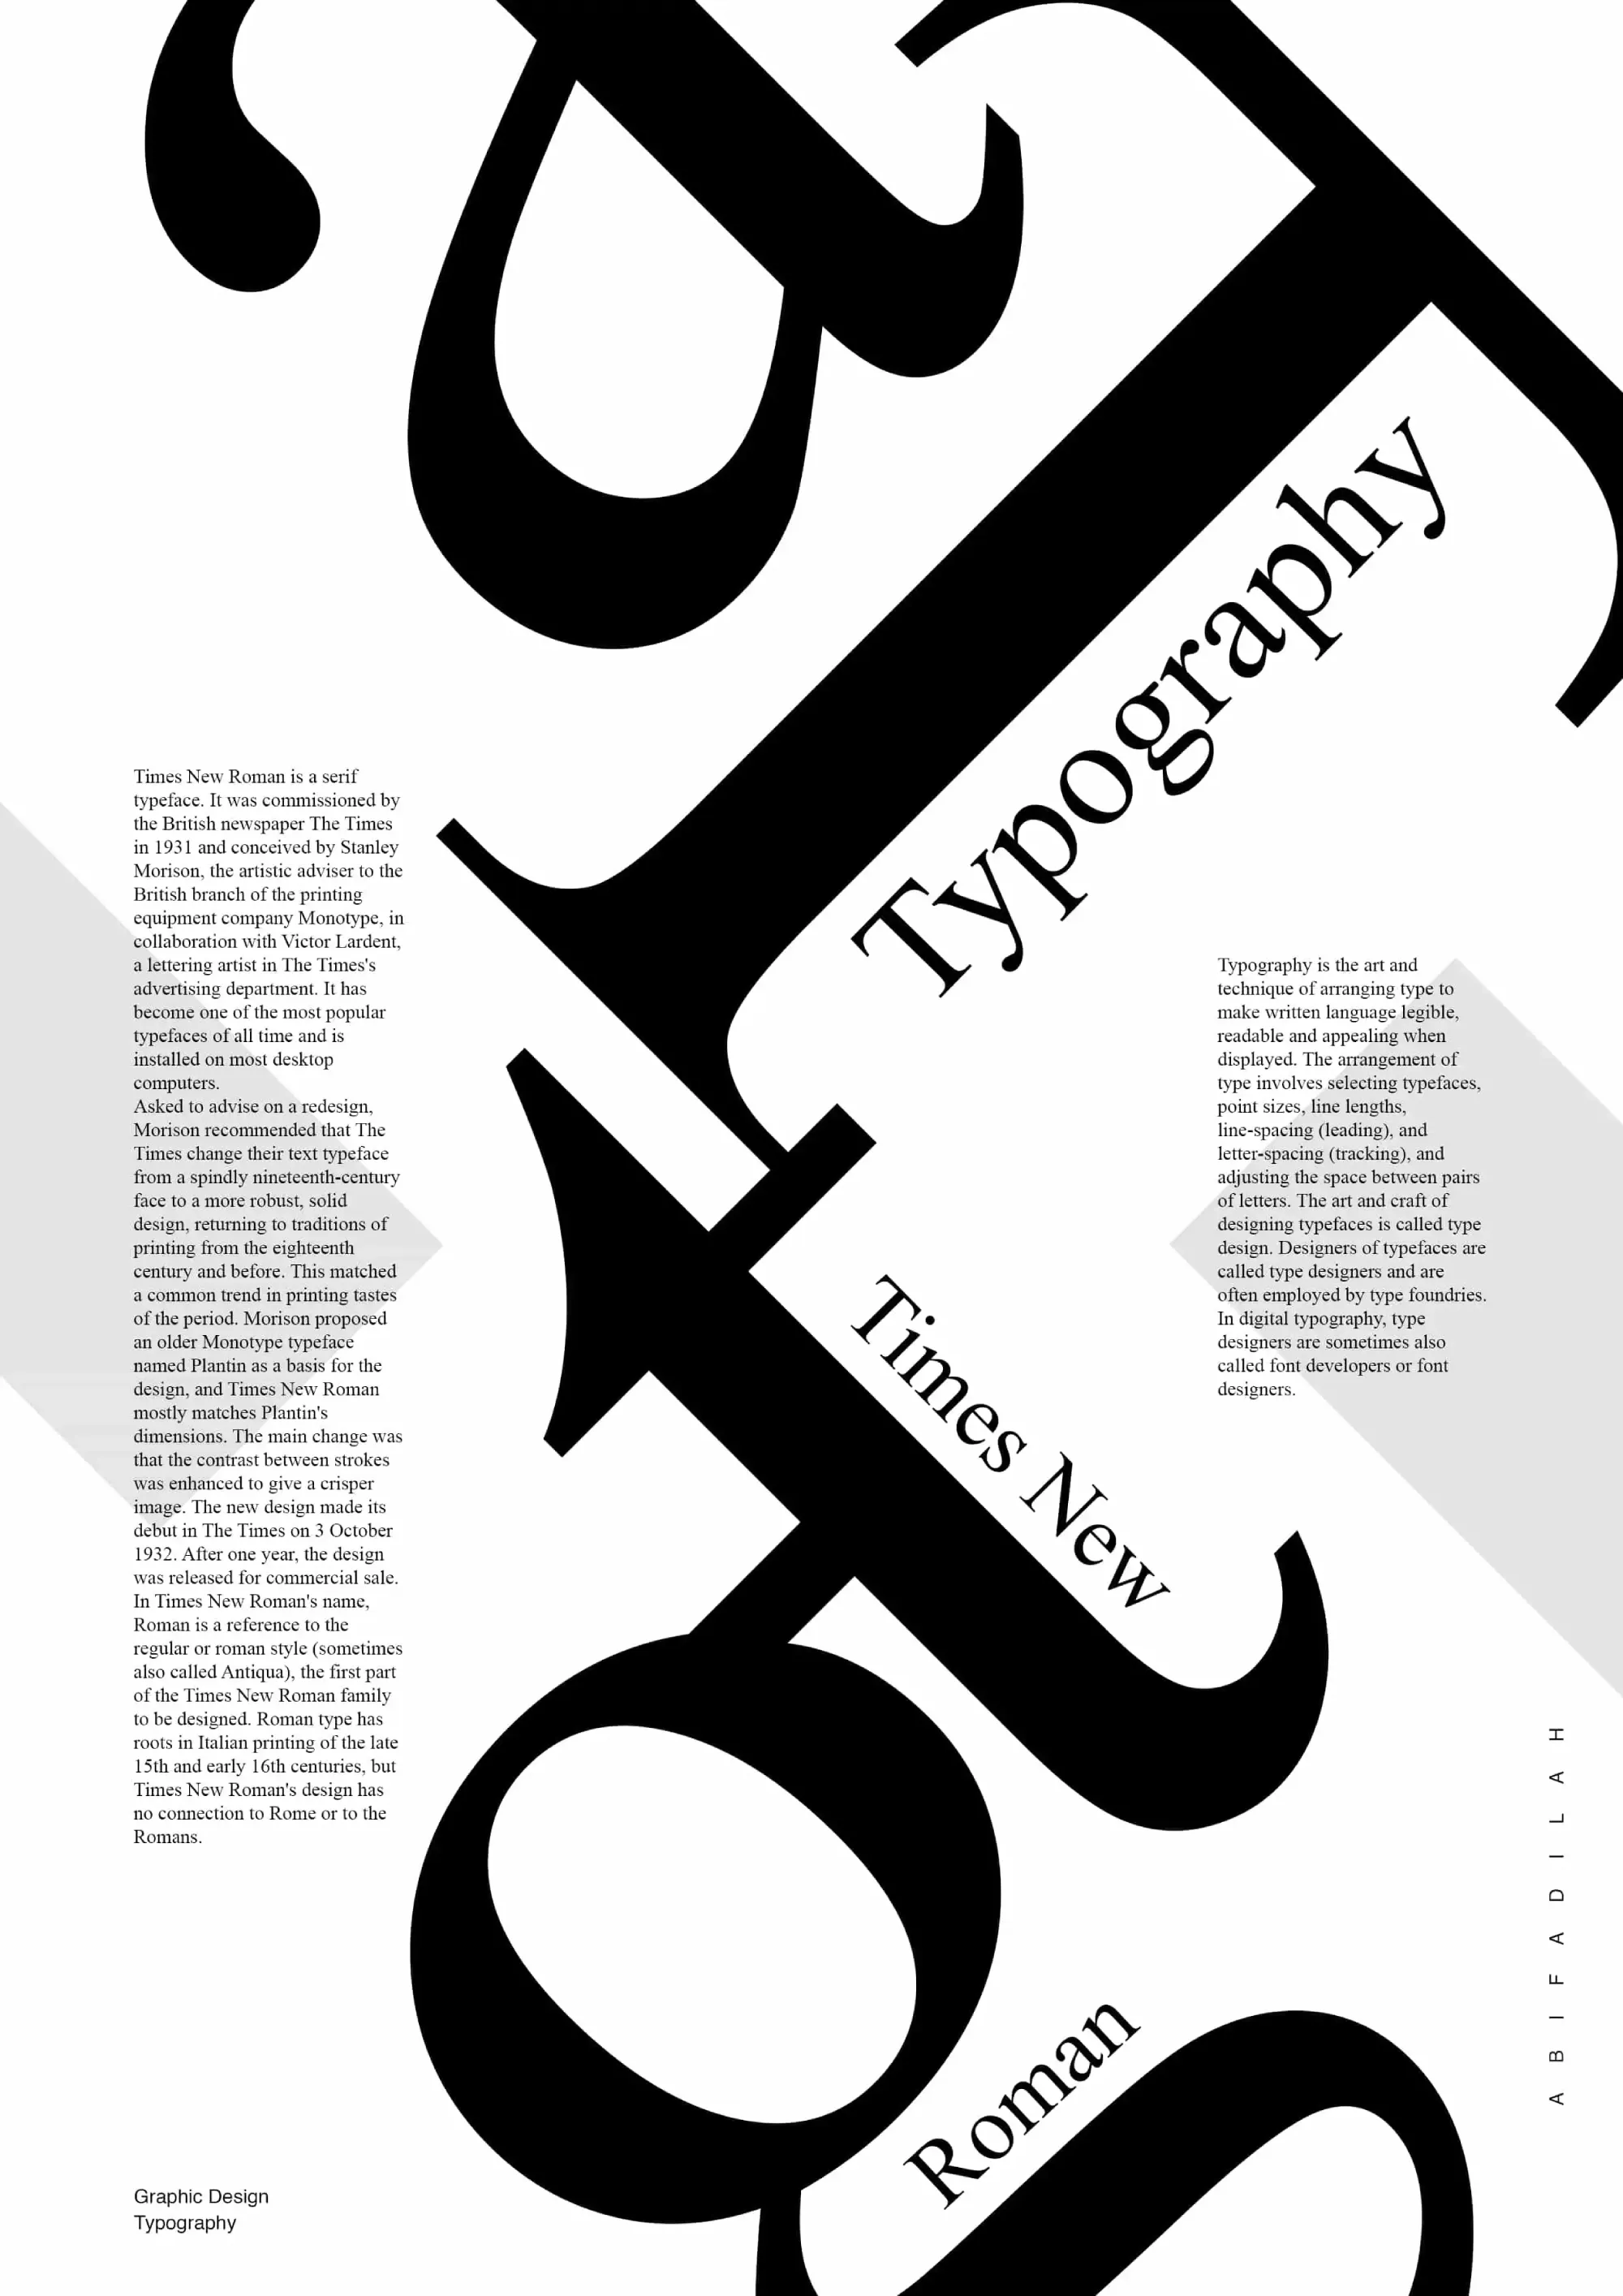 a
T
t
g
Typography
Times New
Roman
Times New Roman is a serif
typeface. It was commissioned by
the British newspaper The Times
in 1931 and conceived by Stanley
Morison, the artistic adviser to the
British branch of the printing
equipment company Monotype, in
collaboration with Victor Lardent,
a lettering artist in The Times's
advertising department. It has
become one of the most popular
typefaces of all time and is
installed on most desktop
computers.
Asked to advise on a redesign,
Morison recommended that The
Times change their text typeface
from a spindly nineteenth-century
face to a more robust, solid
design, returning to traditions of
printing from the eighteenth
century and before. This matched
a common trend in printing tastes
of the period. Morison proposed
an older Monotype typeface
named Plantin as a basis for the
design, and Times New Roman
mostly matches Plantin's
dimensions. The main change was
that the contrast between strokes
was enhanced to give a crisper
image. The new design made its
debut in The Times on 3 October
1932. After one year, the design
was released for commercial sale.
In Times New Roman's name,
Roman is a reference to the
regular or roman style (sometimes
also called Antiqua), the first part
of the Times New Roman family
to be designed. Roman type has
roots in Italian printing of the late
15th and early 16th centuries, but
Times New Roman's design has
no connection to Rome or to the
Romans.
Typography is the art and
technique of arranging type to
make written language legible,
readable and appealing when
displayed. The arrangement of
type involves selecting typefaces,
point sizes, line lengths,
line-spacing (leading), and
letter-spacing (tracking), and
adjusting the space between pairs
of letters. The art and craft of
designing typefaces is called type
design. Designers of typefaces are
called type designers and are
often employed by type foundries.
In digital typography, type
designers are sometimes also
called font developers or font
designers.
ABIFADILAH
Graphic Design
Typography